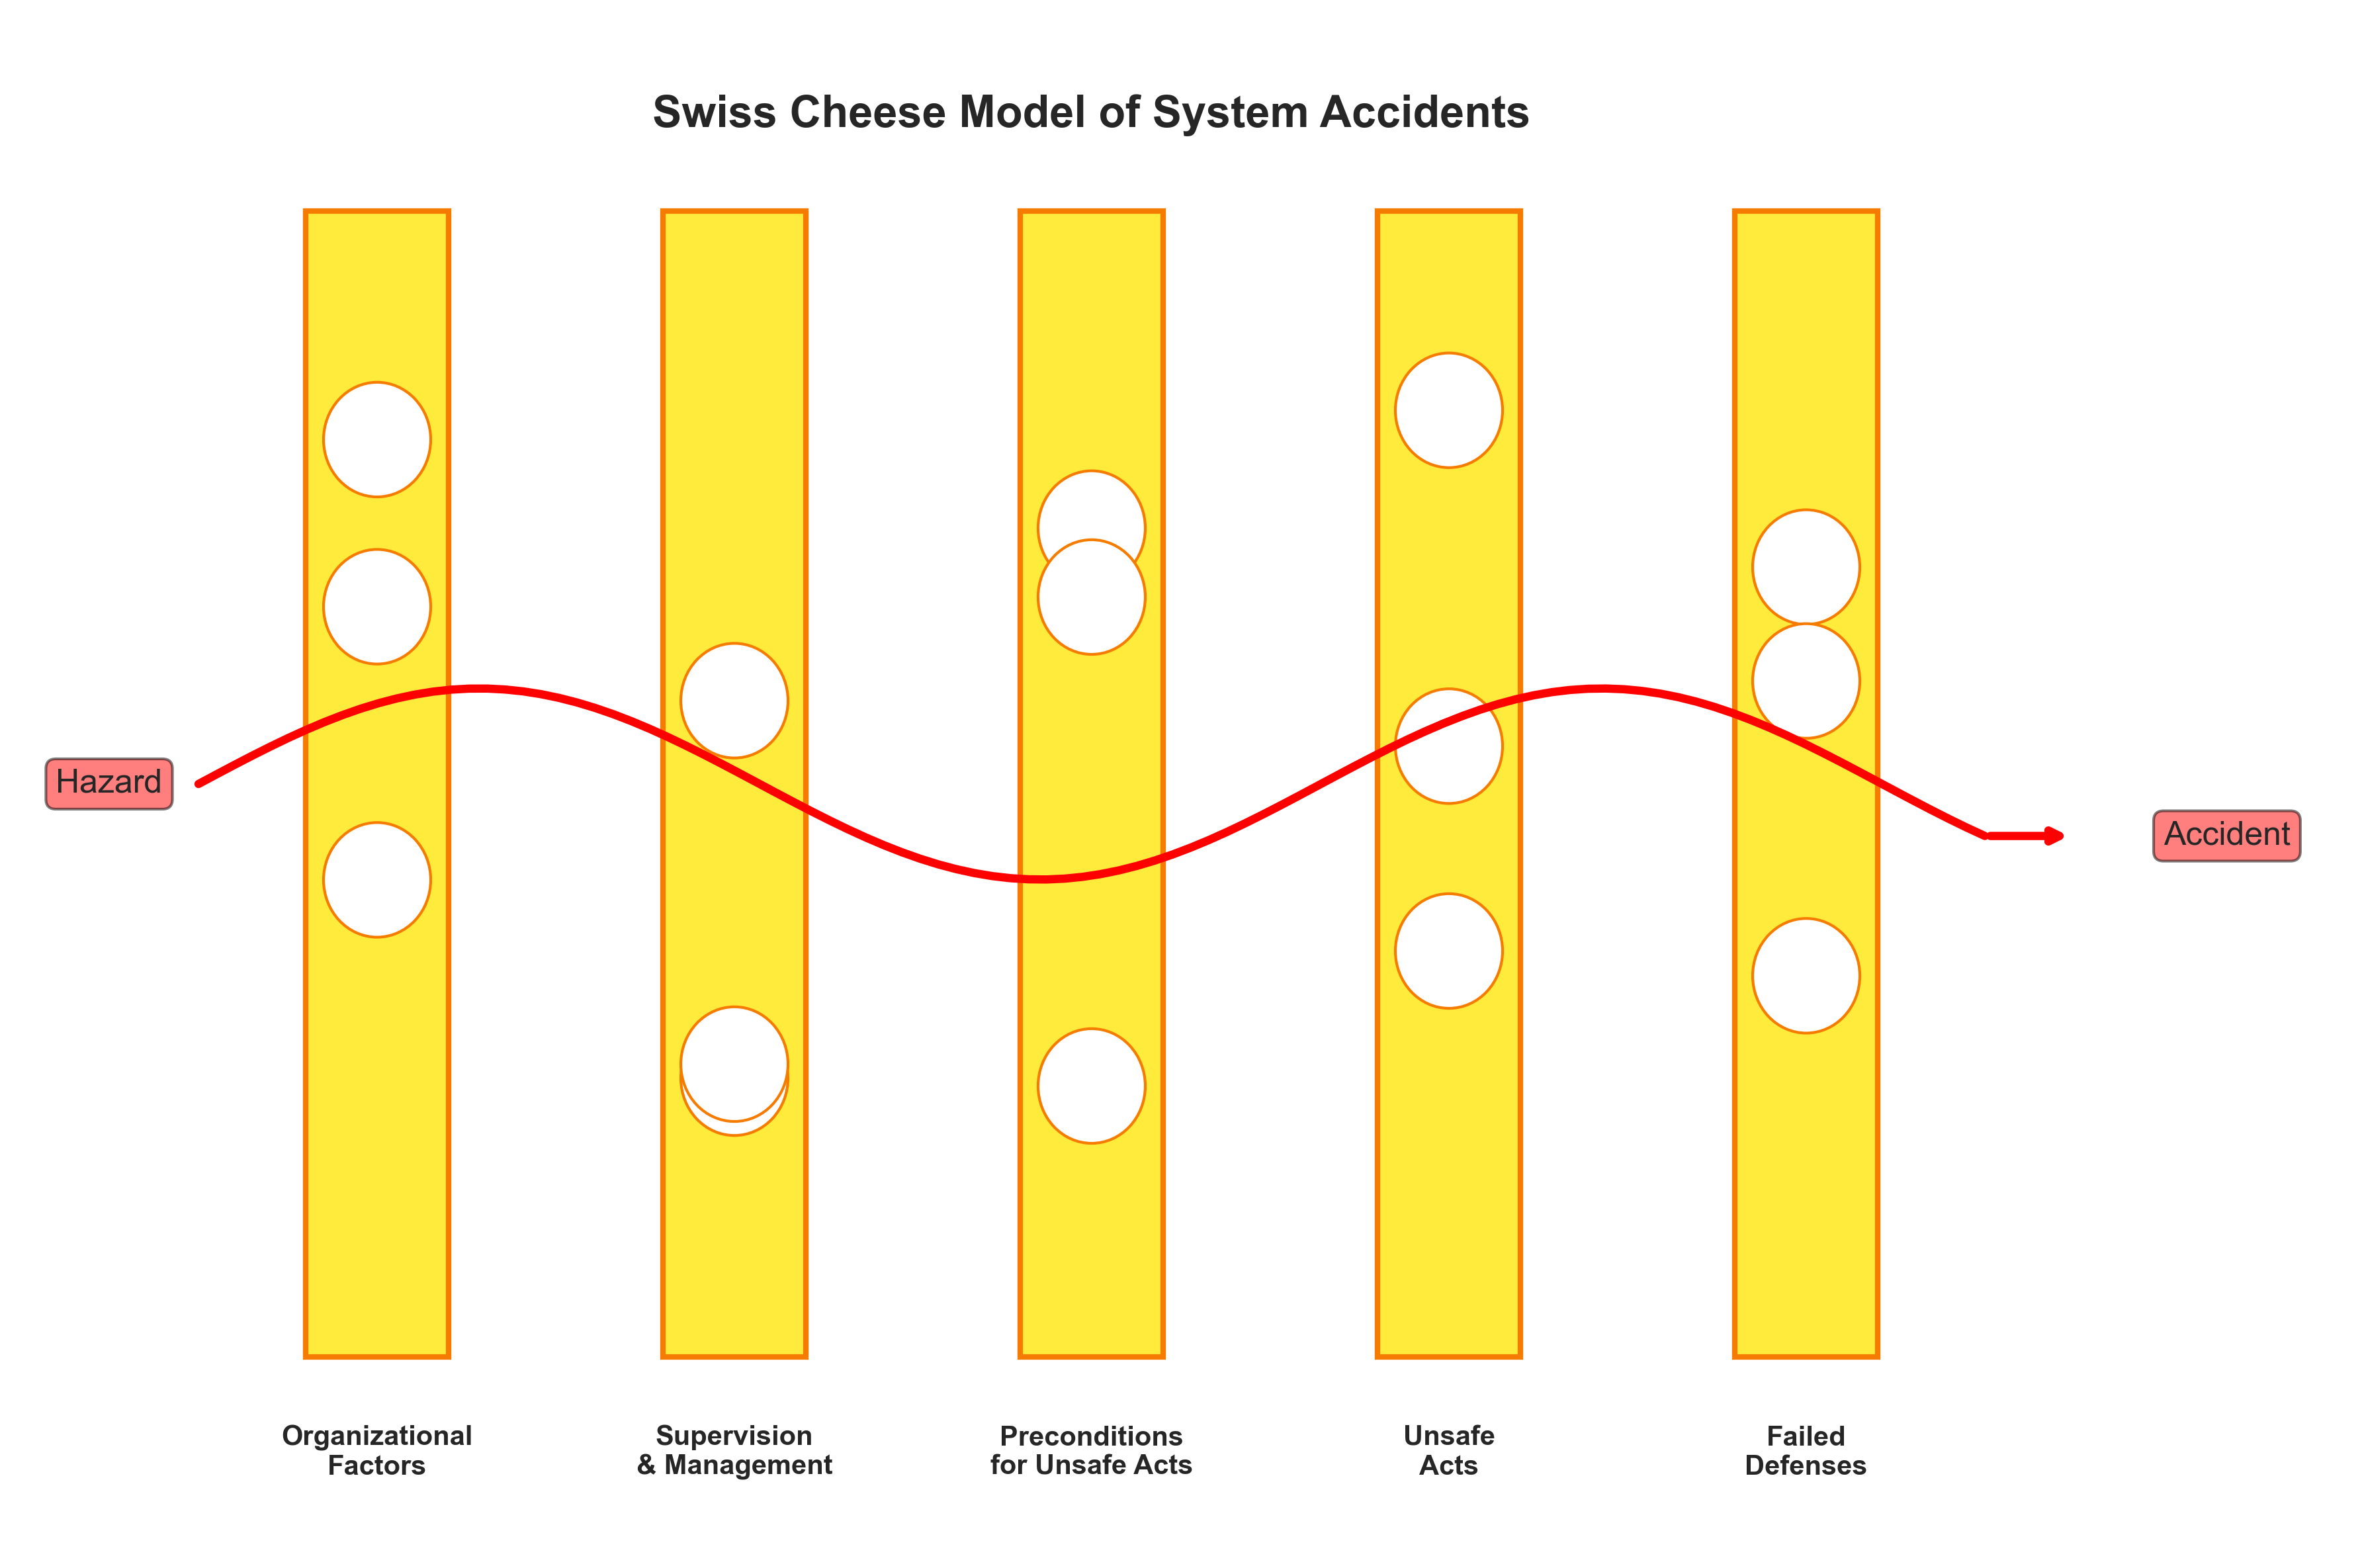 Swiss Cheese Model of System Accidents
Hazard
Accident
Organizational
Factors
Supervision
& Management
Preconditions
for Unsafe Acts
Unsafe
Acts
Failed
Defenses